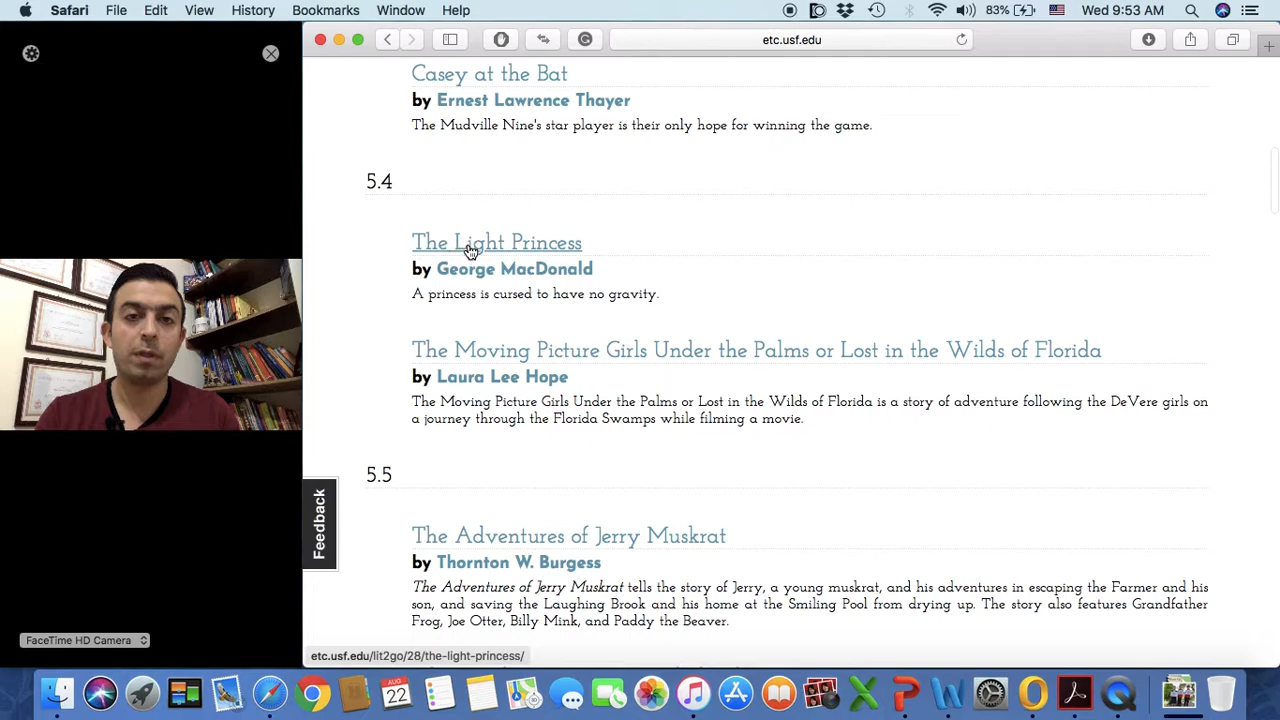 Safari File Edit View History Bookmarks Window Help 83% Wed 9:53 AM
etc.usf.edu
Casey at the Bat
by Ernest Lawrence Thayer
The Mudville Nine's star player is their only hope for winning the game.
5.4
The Light Princess
by George MacDonald
A princess is cursed to have no gravity.
The Moving Picture Girls Under the Palms or Lost in the Wilds of Florida
by Laura Lee Hope
The Moving Picture Girls Under the Palms or Lost in the Wilds of Florida is a story of adventure following the DeVere girls on
a journey through the Florida Swamps while filming a movie.
5.5
Feedback
The Adventures of Jerry Muskrat
by Thornton W. Burgess
The Adventures of Jerry Muskrat tells the story of Jerry, a young muskrat, and his adventures in escaping the Farmer and his
son, and saving the Laughing Brook and his home at the Smiling Pool from drying up. The story also features Grandfather
Frog, Joe Otter, Billy Mink, and Paddy the Beaver.
FaceTime HD Camera
etc.usf.edu/lit2go/28/the-light-princess/
AUG
22